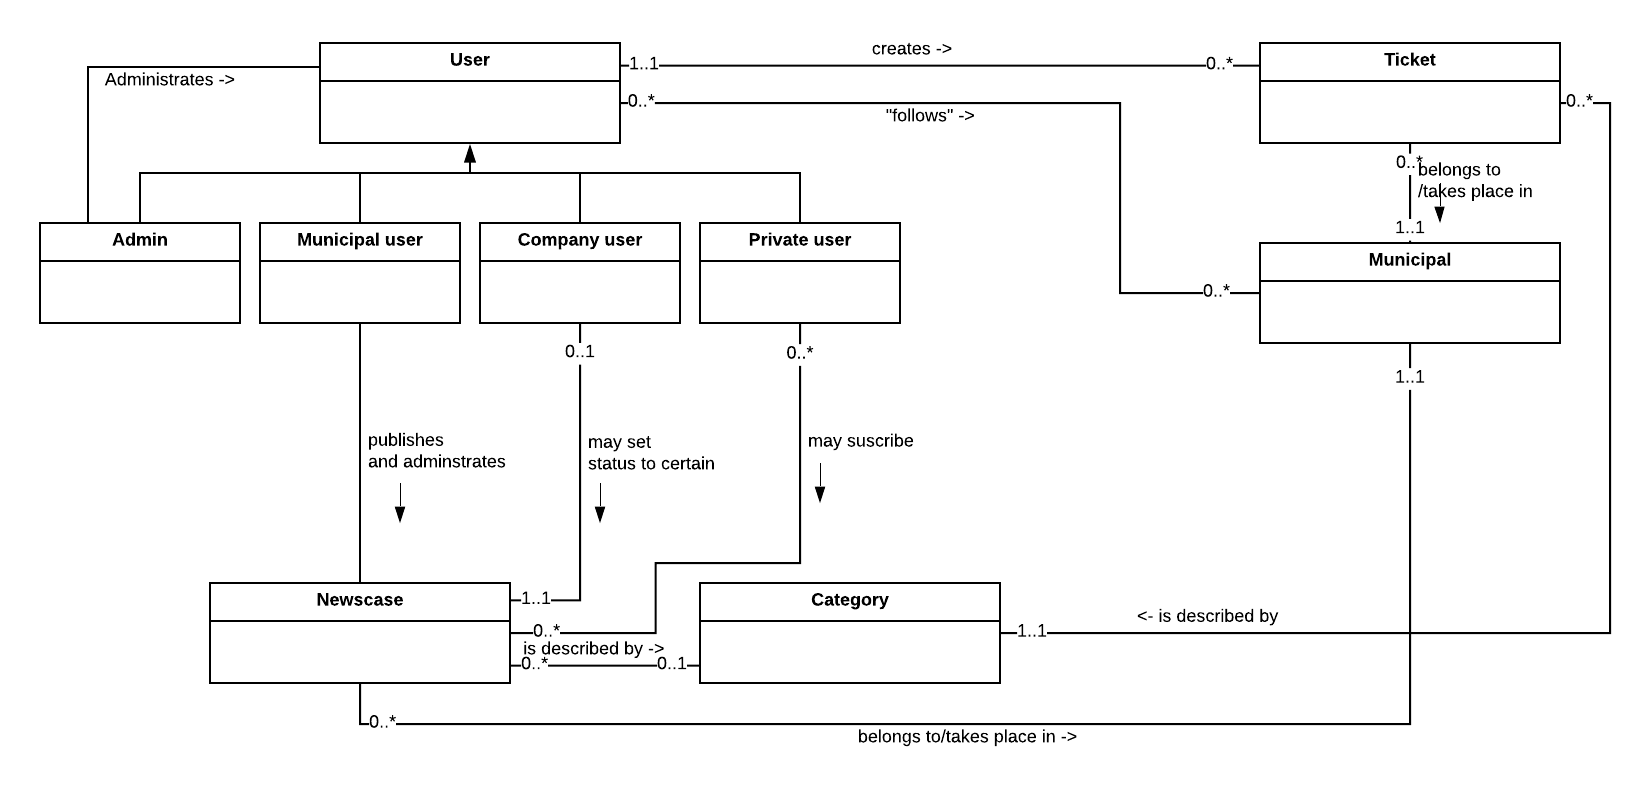 User
creates ->
Ticket
1..1
0..*
Administrates ->
0..*
"follows" ->
0..*
0..*
belongs to
/takes place in
1..1
Admin
Municipal user
Company user
Private user
Municipal
0..*
0..1
0..*
1..1
publishes
and adminstrates
may set
status to certain
may suscribe
Newscase
1..1
Category
<- is described by
0..*
1..1
is described by ->
0..*
0..1
0..*
belongs to/takes place in ->